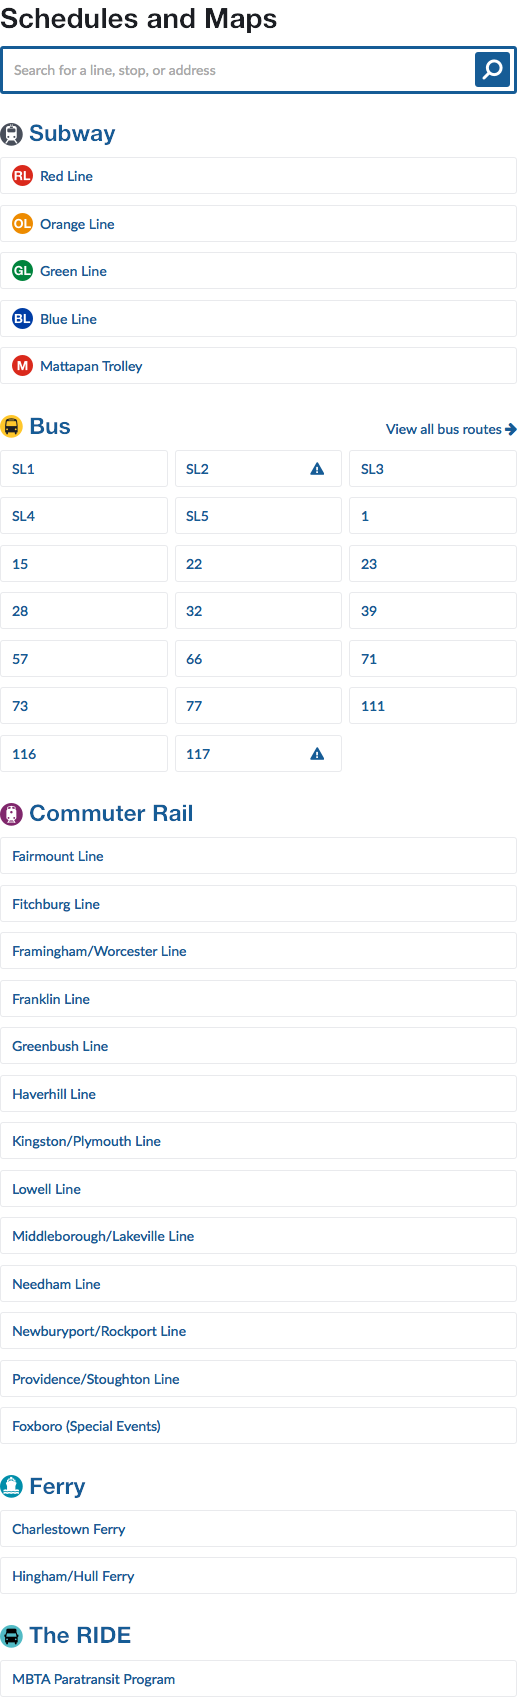 Schedules and Maps
Search for a line, stop, or address
Subway
RL Red Line
OL Orange Line
GL Green Line
BL Blue Line
M Mattapan Trolley
Bus View all bus routes
SL1 SL2 SL3
SL4 SL5 1
15 22 23
28 32 39
57 66 71
73 77 111
116 117
Commuter Rail
Fairmount Line
Fitchburg Line
Framingham/Worcester Line
Franklin Line
Greenbush Line
Haverhill Line
Kingston/Plymouth Line
Lowell Line
Middleborough/Lakeville Line
Needham Line
Newburyport/Rockport Line
Providence/Stoughton Line
Foxboro (Special Events)
Ferry
Charlestown Ferry
Hingham/Hull Ferry
The RIDE
MBTA Paratransit Program